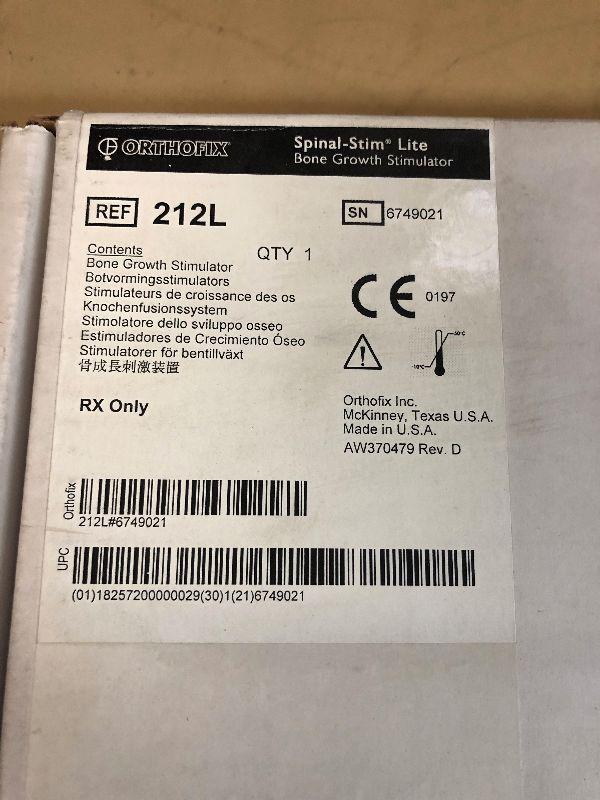 ORTHOFIX
Spinal-Stim® Lite
Bone Growth Stimulator
REF 212L
SN 6749021
Contents QTY 1
Bone Growth Stimulator
Botvormingsstimulators
Stimulateurs de croissance des os
Knochenfusionssystem
Stimolatore dello sviluppo osseo
Estimuladores de Crecimiento Óseo
Stimulatorer för bentillväxt
骨成長刺激装置
CE 0197
-10°C
50°C
RX Only
Orthofix Inc.
McKinney, Texas U.S.A.
Made in U.S.A.
AW370479 Rev. D
Orthofix
212L#6749021
UPC
(01)18257200000029(30)1(21)6749021